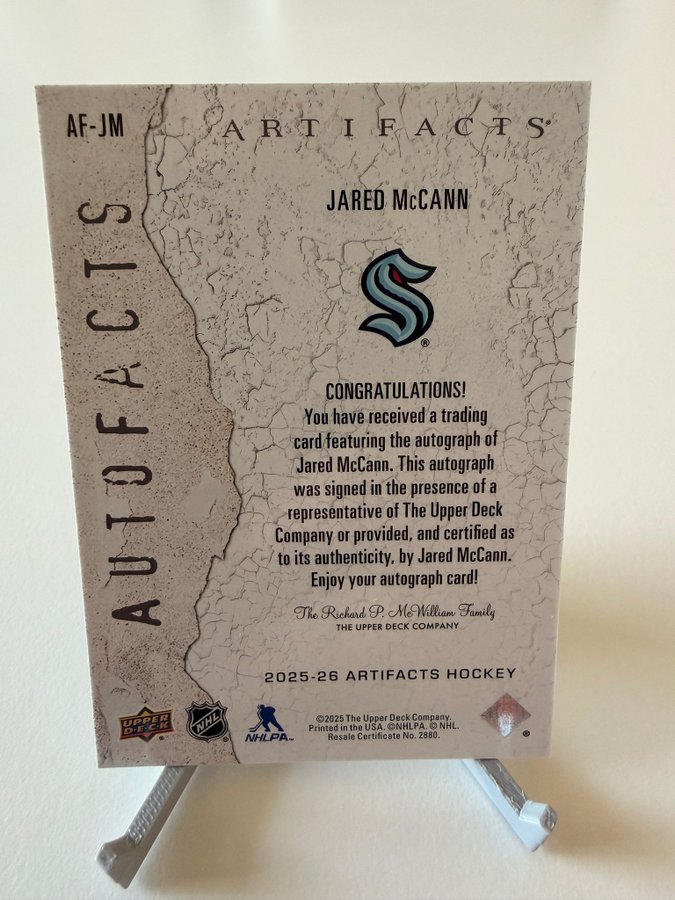 AF-JM
ARTIFACTS®
AUTOFACTS
JARED McCANN
®
CONGRATULATIONS!
You have received a trading
card featuring the autograph of
Jared McCann. This autograph
was signed in the presence of a
representative of The Upper Deck
Company or provided, and certified as
to its authenticity, by Jared McCann.
Enjoy your autograph card!
The Richard P. McWilliam Family
THE UPPER DECK COMPANY
2025-26 ARTIFACTS HOCKEY
UPPER DECK ®
NHL ®
NHLPA™
©2025 The Upper Deck Company.
Printed in the USA. ©NHLPA. © NHL.
Resale Certificate No. 2880.
®